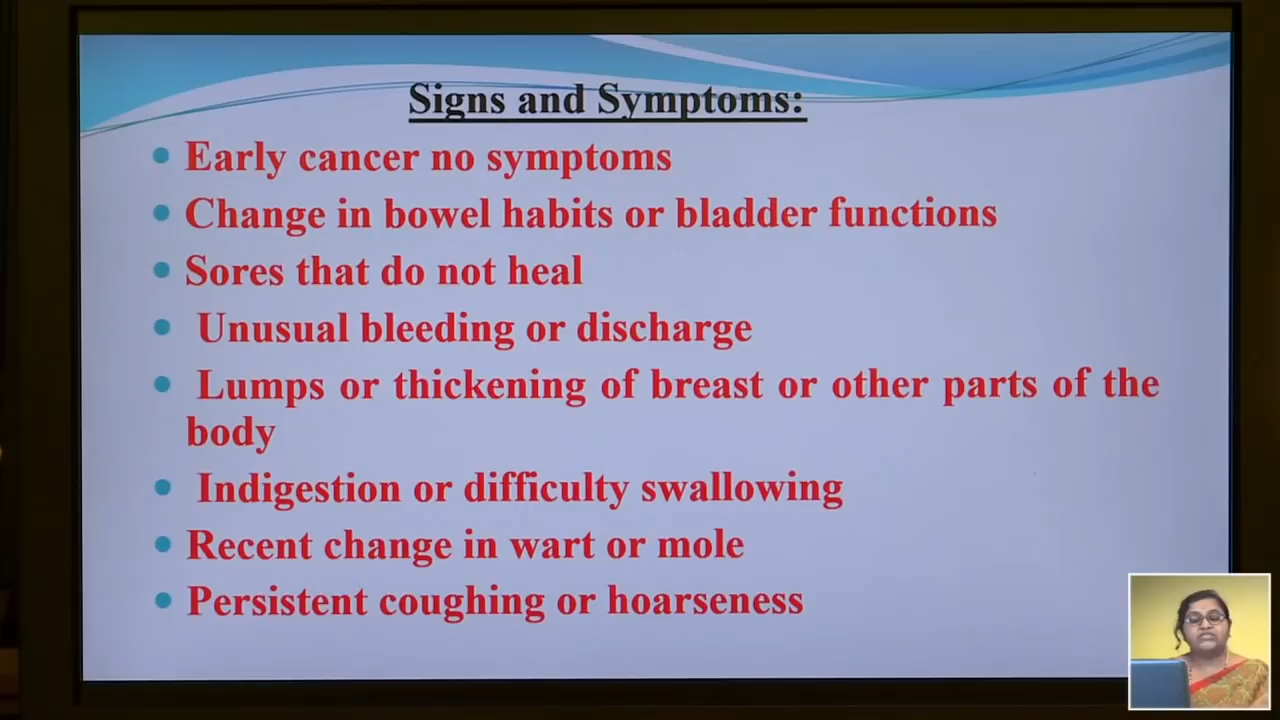 Signs and Symptoms:
Early cancer no symptoms
Change in bowel habits or bladder functions
Sores that do not heal
Unusual bleeding or discharge
Lumps or thickening of breast or other parts of the
body
Indigestion or difficulty swallowing
Recent change in wart or mole
Persistent coughing or hoarseness